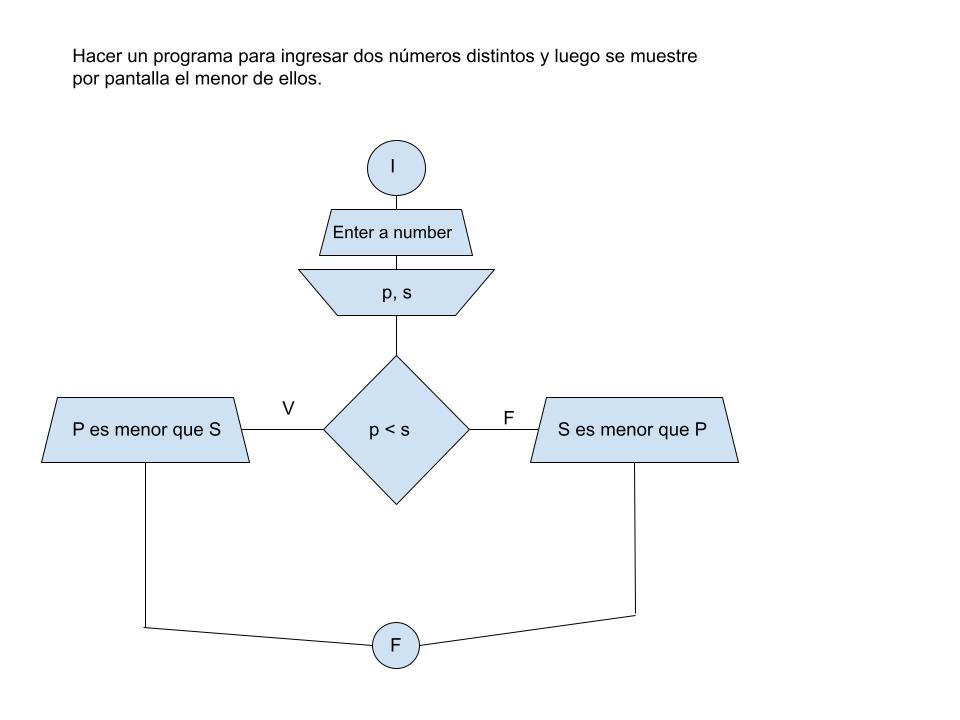 Hacer un programa para ingresar dos números distintos y luego se muestre
por pantalla el menor de ellos.
I
Enter a number
p, s
V
F
P es menor que S
p < s
S es menor que P
F